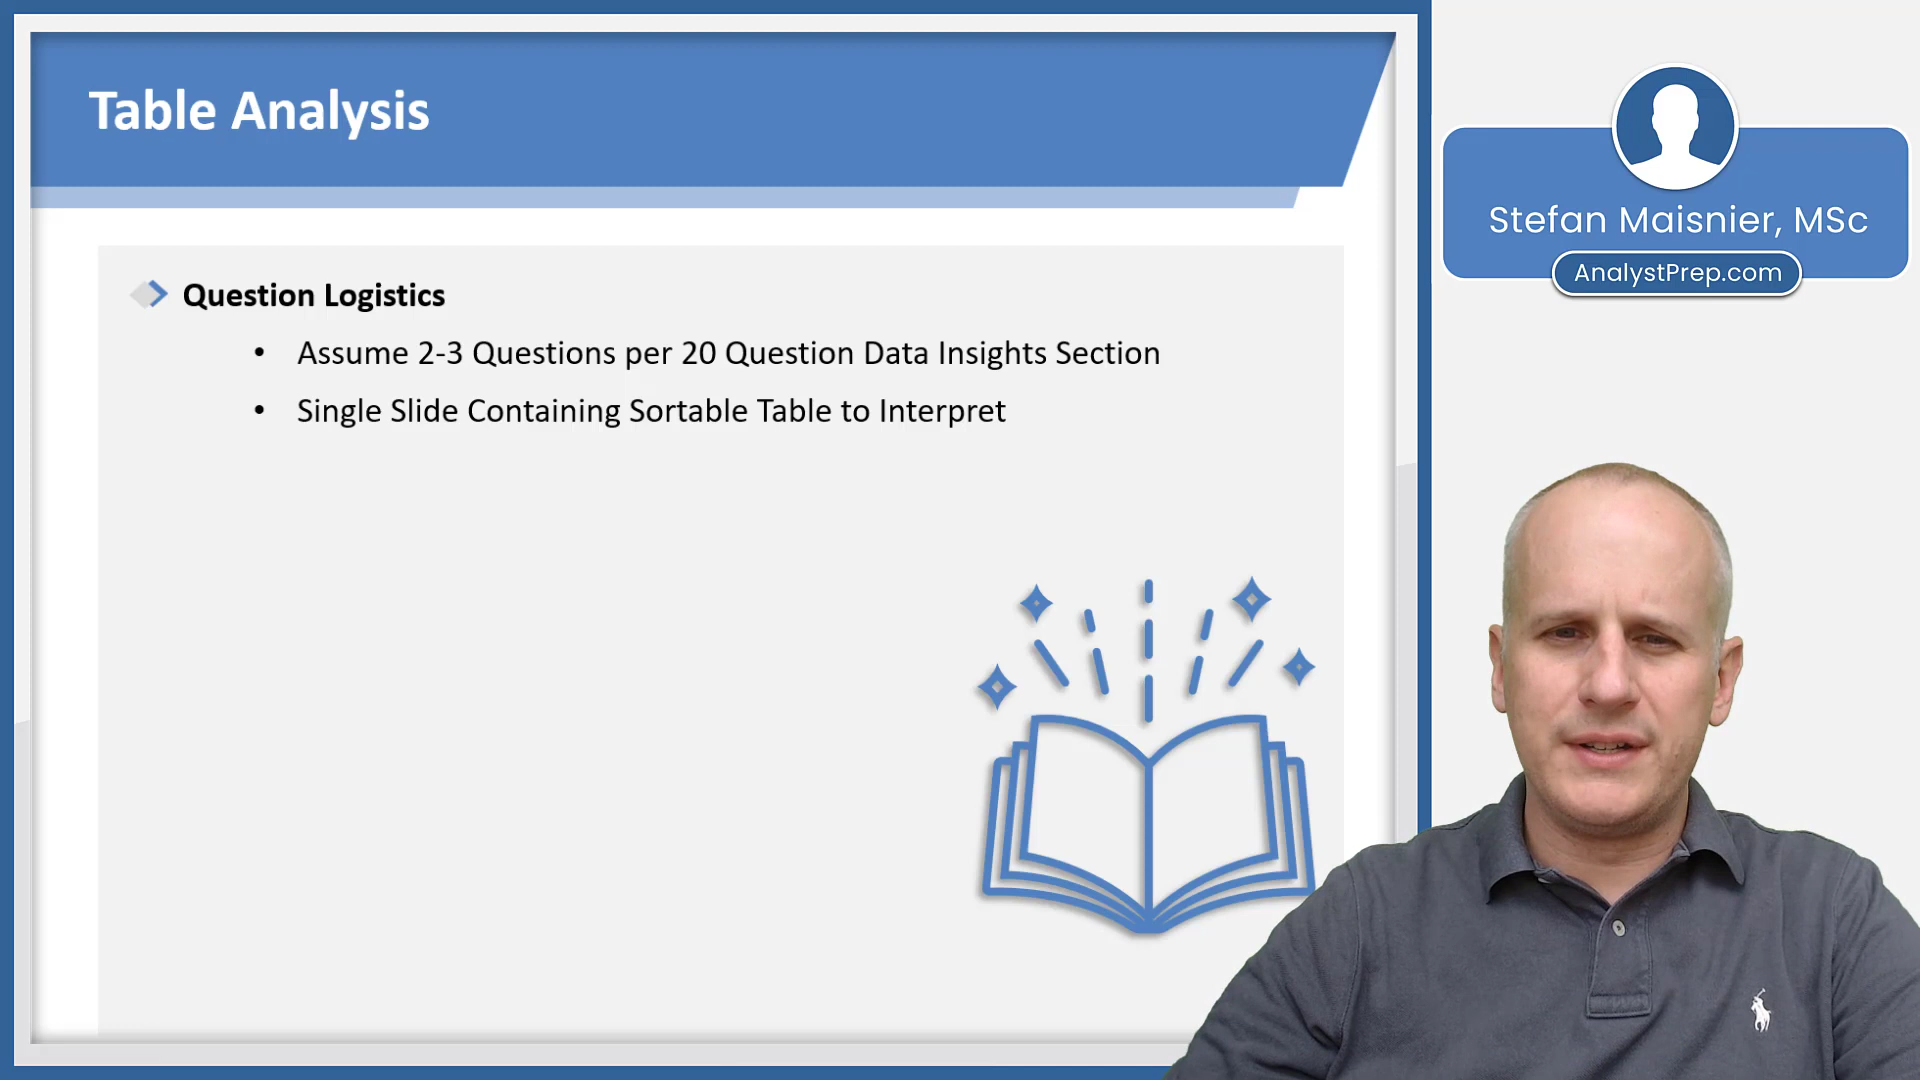 Table Analysis
Question Logistics
• Assume 2-3 Questions per 20 Question Data Insights Section
• Single Slide Containing Sortable Table to Interpret
Stefan Maisnier, MSc
AnalystPrep.com